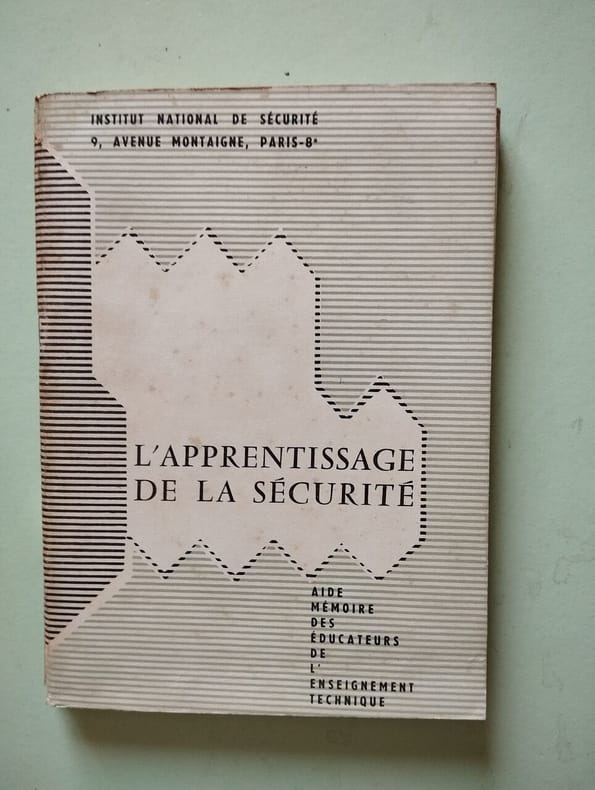 INSTITUT NATIONAL DE SÉCURITÉ
9, AVENUE MONTAIGNE, PARIS-8ᵉ
L'APPRENTISSAGE
DE LA SÉCURITÉ
AIDE
MÉMOIRE
DES
ÉDUCATEURS
DE
L'
ENSEIGNEMENT
TECHNIQUE